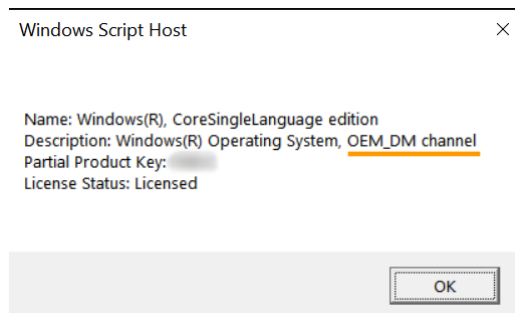 Windows Script Host
Name: Windows(R), CoreSingleLanguage edition
Description: Windows(R) Operating System, OEM_DM channel
Partial Product Key:
License Status: Licensed
OK